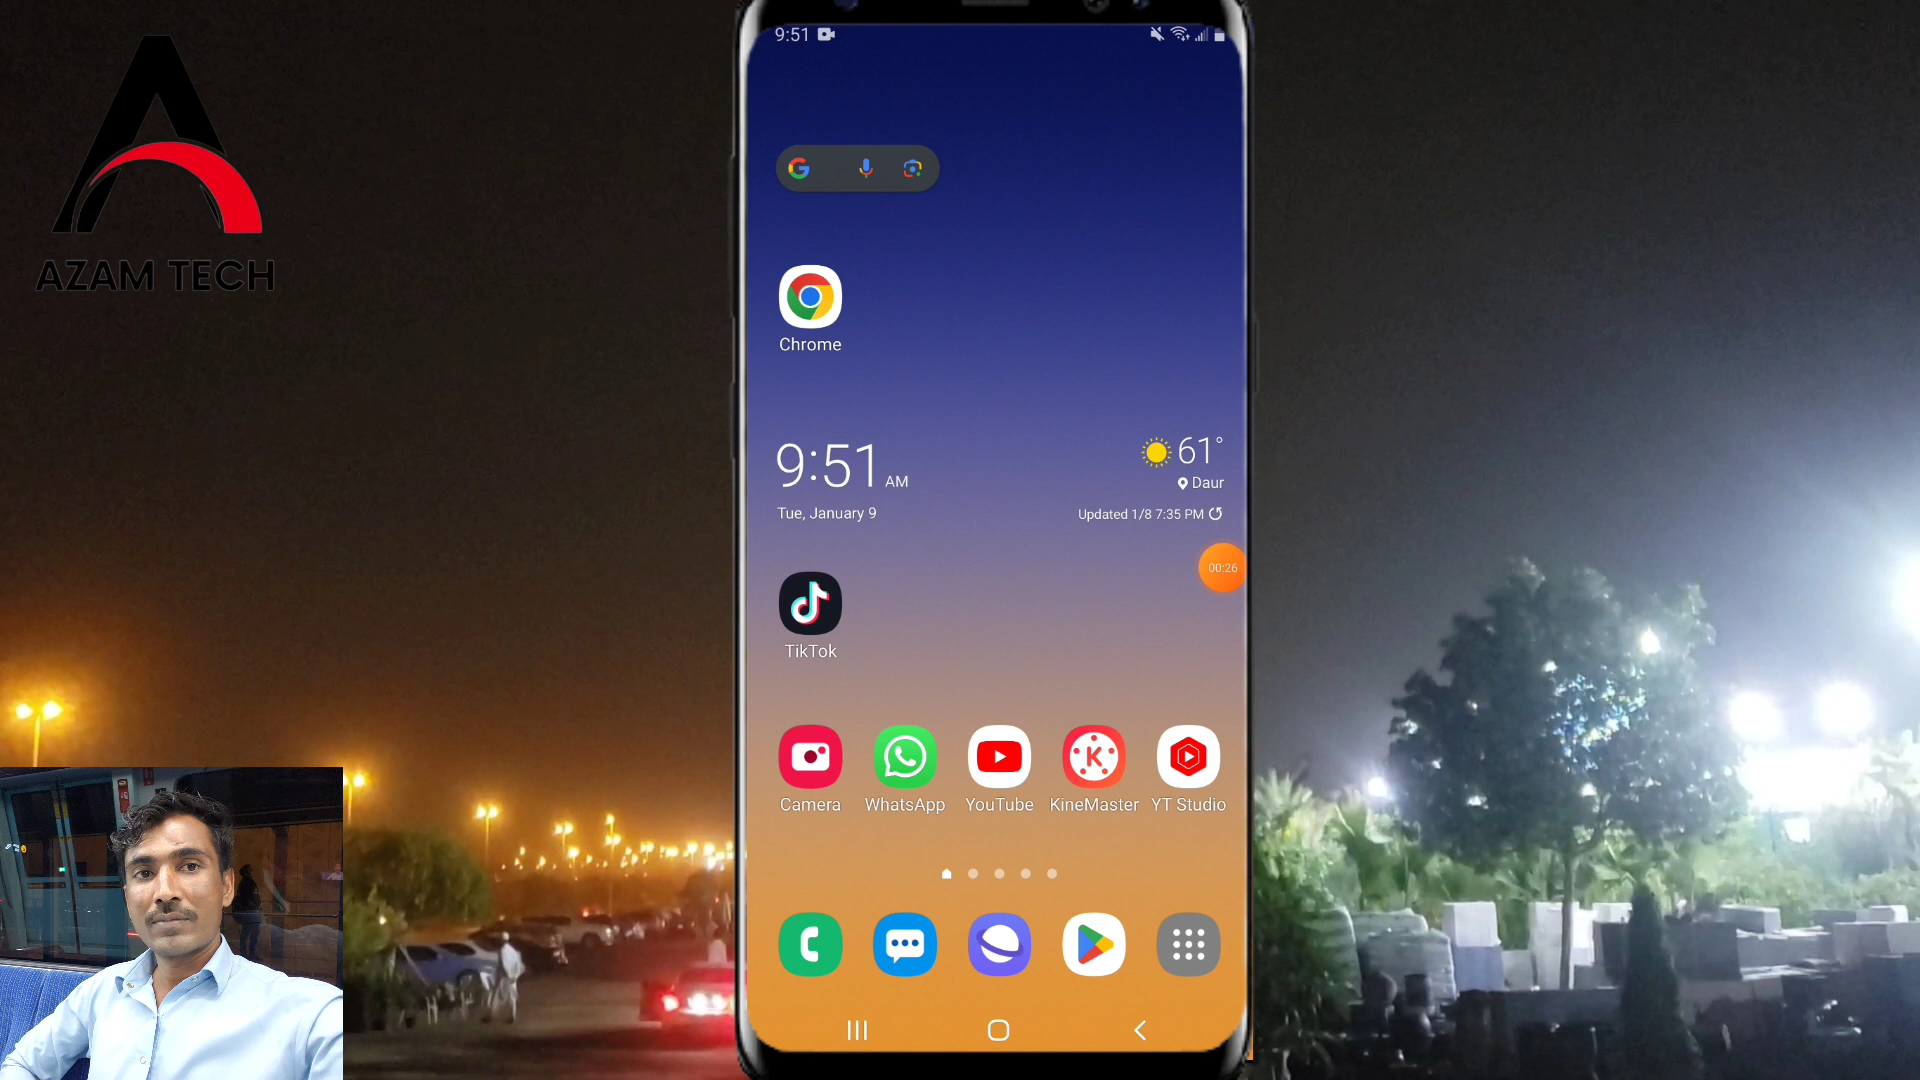 AZAM TECH
9:51
Chrome
9:51 AM
Tue, January 9
61°
Daur
Updated 1/8 7:35 PM
00:26
TikTok
Camera WhatsApp YouTube KineMaster YT Studio